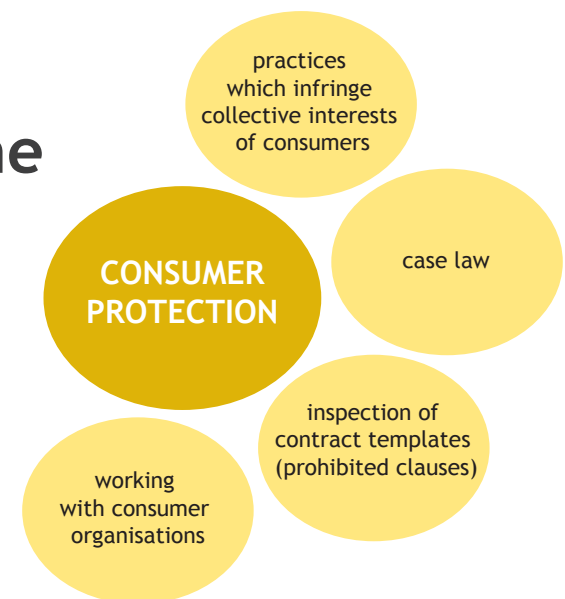 practices
which infringe
collective interests
of consumers
ne
CONSUMER
PROTECTION
case law
inspection of
contract templates
(prohibited clauses)
working
with consumer
organisations